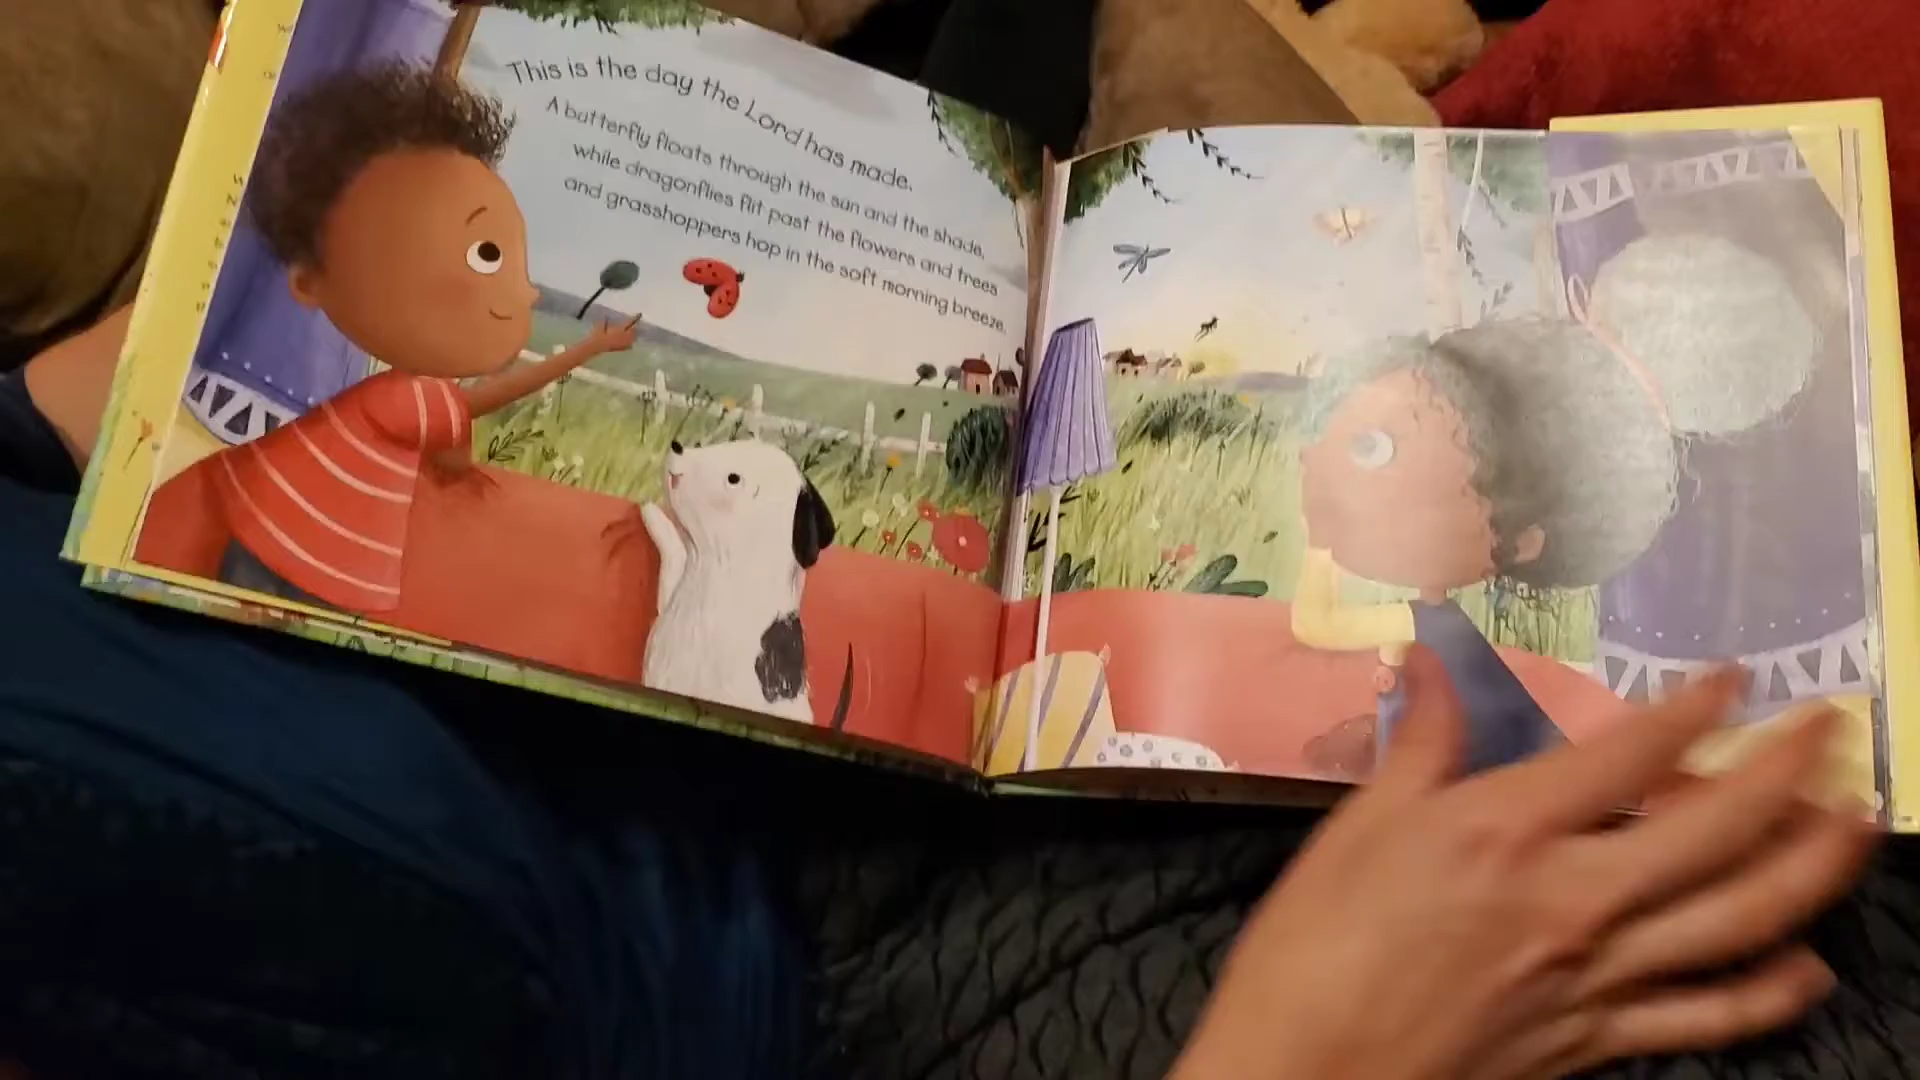 This is the day the Lord has made.
A butterfly floats through the sun and the shade,
while dragonflies flit past the flowers and trees
and grasshoppers hop in the soft morning breeze.